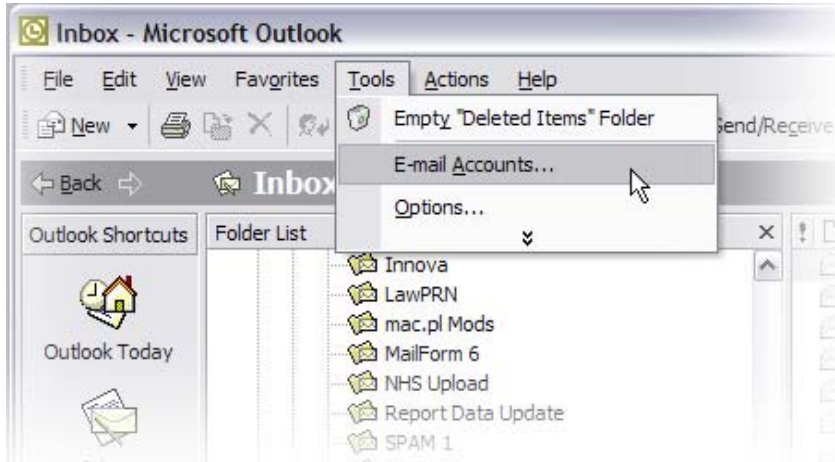 Inbox - Microsoft Outlook
File Edit View Favorites Tools Actions Help
New Send/Receive
Empty "Deleted Items" Folder
E-mail Accounts...
Options...
Back Inbox
Outlook Shortcuts Folder List
Outlook Today
Innova
LawPRN
mac.pl Mods
MailForm 6
NHS Upload
Report Data Update
SPAM 1